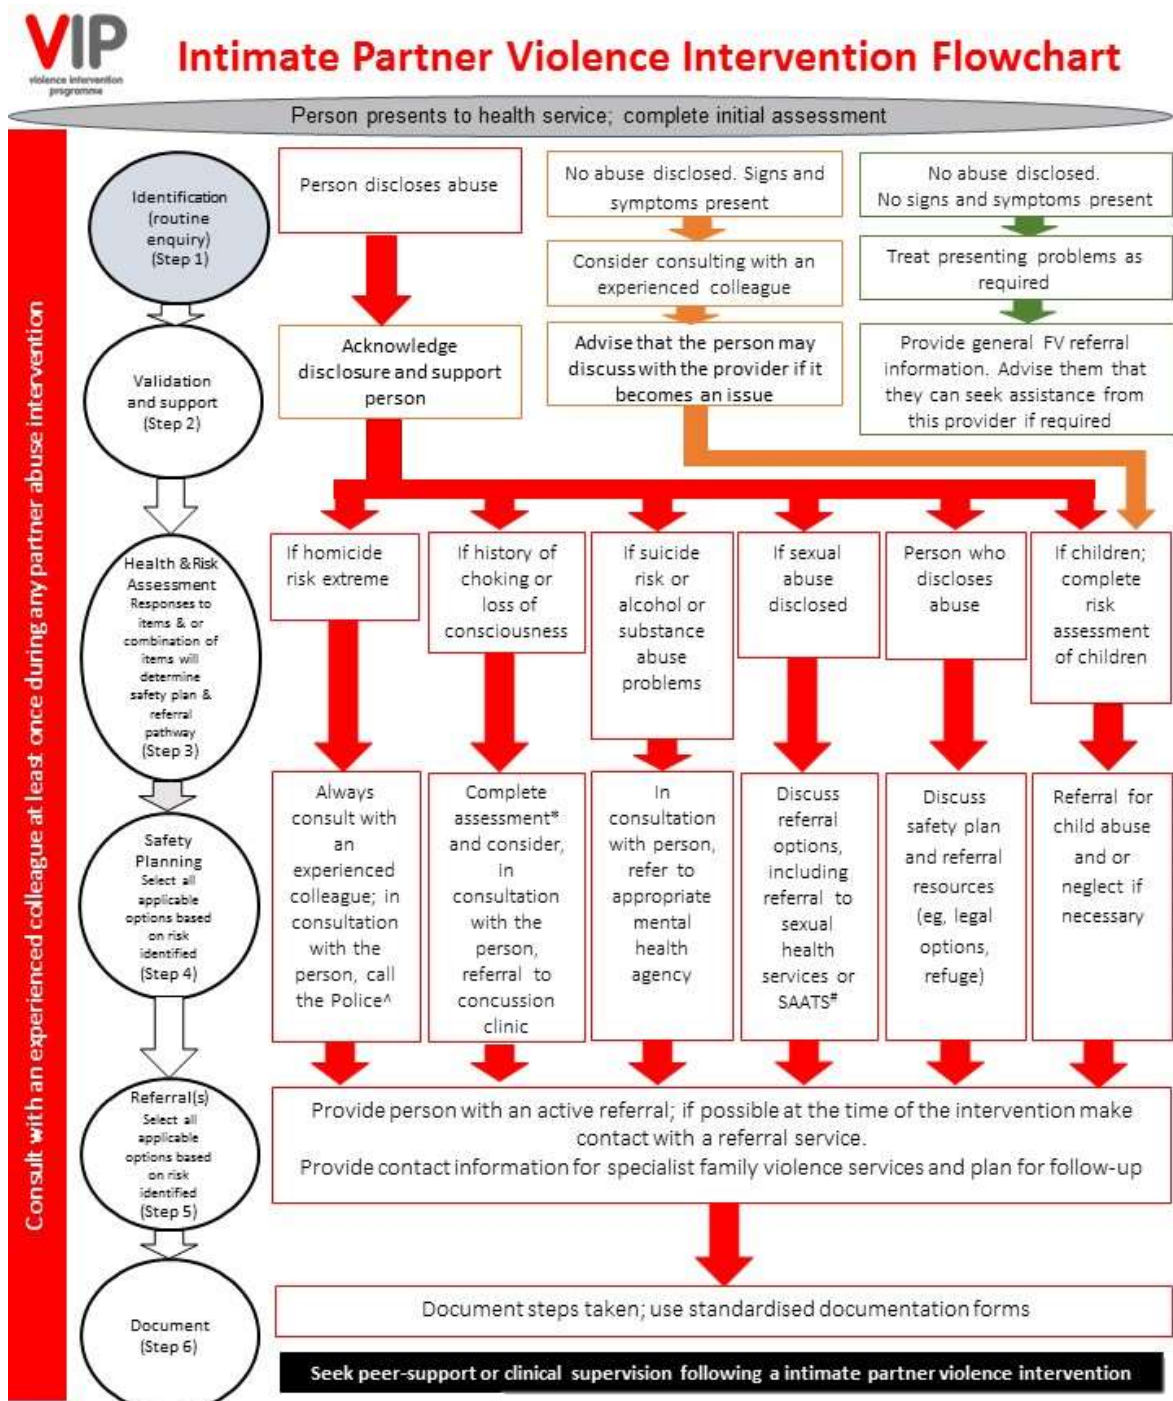 VIP
violence intervention
programme
Intimate Partner Violence Intervention Flowchart
Person presents to health service; complete initial assessment
Consult with an experienced colleague at least once during any partner abuse intervention
Identification
(routine
enquiry)
(Step 1)
Person discloses abuse
No abuse disclosed. Signs and
symptoms present
No abuse disclosed.
No signs and symptoms present
Consider consulting with an
experienced colleague
Treat presenting problems as
required
Validation
and support
(Step 2)
Acknowledge
disclosure and support
person
Advise that the person may
discuss with the provider if it
becomes an issue
Provide general FV referral
information. Advise them that
they can seek assistance from
this provider if required
Health & Risk
Assessment
Responses to
items & or
combination of
items will
determine
safety plan &
referral
pathway
(Step 3)
If homicide
risk extreme
If history of
choking or
loss of
consciousness
If suicide
risk or
alcohol or
substance
abuse
problems
If sexual
abuse
disclosed
Person who
discloses
abuse
If children;
complete
risk
assessment
of children
Safety
Planning
Select all
applicable
options based
on risk
identified
(Step 4)
Always
consult with
an
experienced
colleague; in
consultation
with the
person, call
the Police^
Complete
assessment*
and consider,
in
consultation
with the
person,
referral to
concussion
clinic
In
consultation
with person,
refer to
appropriate
mental
health
agency
Discuss
referral
options,
including
referral to
sexual
health
services or
SAATS#
Discuss
safety plan
and referral
resources
(eg, legal
options,
refuge)
Referral for
child abuse
and or
neglect if
necessary
Referral(s)
Select all
applicable
options based
on risk
identified
(Step 5)
Provide person with an active referral; if possible at the time of the intervention make
contact with a referral service.
Provide contact information for specialist family violence services and plan for follow-up
Document
(Step 6)
Document steps taken; use standardised documentation forms
Seek peer-support or clinical supervision following a intimate partner violence intervention